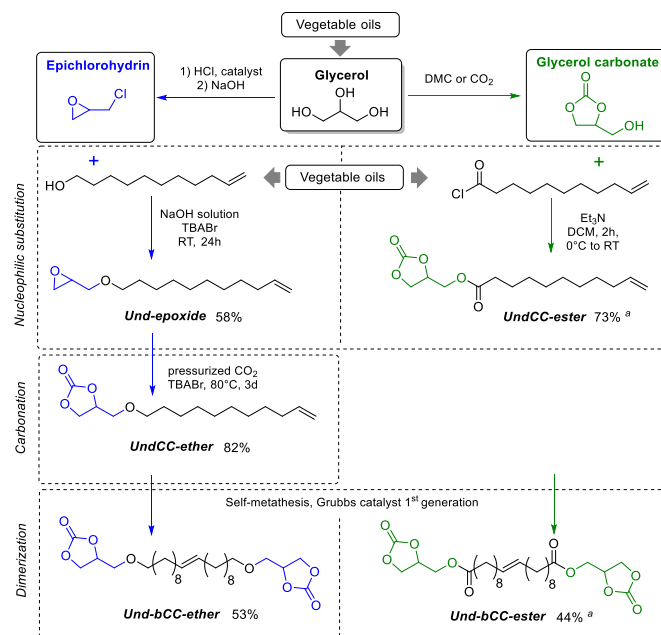 Vegetable oils
Epichlorohydrin
Cl
O
1) HCl, catalyst
2) NaOH
Glycerol
OH
HO
OH
DMC or CO₂
Glycerol carbonate
O
O
O
OH
Nucleophilic substitution
+
HO
Vegetable oils
+
O
Cl
NaOH solution
TBABr
RT, 24h
Et₃N
DCM, 2h,
0°C to RT
O
O
Und-epoxide 58%
O
O
O
O
O
UndCC-ester 73% ᵃ
Carbonation
pressurized CO₂
TBABr, 80°C, 3d
O
O
O
O
UndCC-ether 82%
Dimerization
Self-metathesis, Grubbs catalyst 1ˢᵗ generation
O
O
O
O
8
8
O
O
O
O
Und-bCC-ether 53%
O
O
O
O
O
8
8
O
O
O
O
O
Und-bCC-ester 44% ᵃ